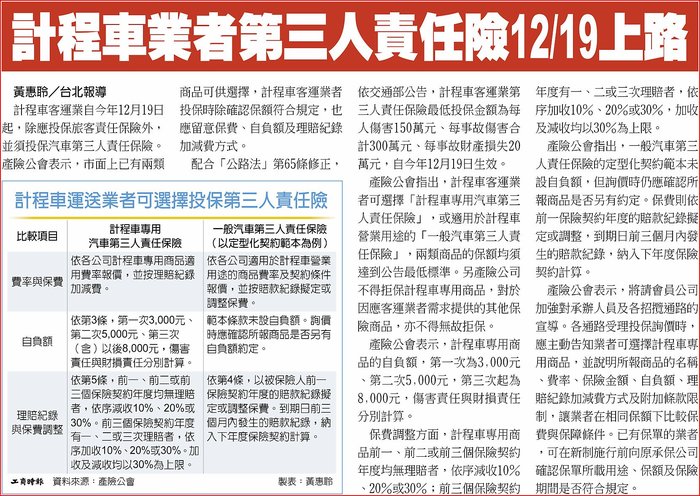 計程車業者第三人責任險12/19上路
黃惠聆／台北報導
計程車客運業者自今年12月19日
起，除應投保旅客責任保險外，
並須投保汽車第三人責任保險。
產險公會表示，市面上已有兩類
商品可供選擇，計程車客運業者
投保時除確認保額符合規定，也
應留意保費、自負額及理賠紀錄
加減費方式。
配合「公路法」第65條修正，
依交通部公告，計程車客運業第
三人責任保險最低投保金額為每
人傷害150萬元、每事故傷害合
計300萬元、每事故財產損失20
萬元，自今年12月19日生效。
產險公會指出，計程車客運業
者可選擇「計程車專用汽車第三
人責任保險」，或適用於計程車
營業用途的「一般汽車第三人責
任保險」，兩類商品的保額均須
達到公告最低標準。另產險公司
不得拒保計程車專用商品，對於
因應客運業者需求提供的其他保
險商品，亦不得無故拒保。
產險公會表示，計程車專用商
品的自負額，第一次為3,000元
、第二次5,000元，第三次起為
8,000元，傷害責任與財損責任
分別計算。
保費調整方面，計程車專用商
品前一、前二或前三個保險契約
年度均無理賠者，依序減收10%
、20%或30%；前三個保險契約
年度有一、二或三次理賠者，依
序加收10%、20%或30%，加收
及減收均以30%為上限。
產險公會指出，一般汽車第三
人責任保險的定型化契約範本未
設自負額，但詢價時仍應確認所
報商品是否另有約定。保費則依
前一保險契約年度的賠款紀錄擬
定或調整，到期日前三個月內發
生的賠款紀錄，納入下年度保險
契約計算。
產險公會表示，將請會員公司
加強對承辦人員及各招攬通路的
宣導。各通路受理投保詢價時，
應主動告知業者可選擇計程車專
用商品，並說明所報商品的名稱
、費率、保險金額、自負額、理
賠紀錄加減費方式及附加條款限
制，讓業者在相同保額下比較保
費與保障條件。已有保單的業者
，可在新制施行前向原承保公司
確認保單所載用途、保額及保險
期間是否符合規定。
計程車運送業者可選擇投保第三人責任險
比較項目
計程車專用
汽車第三人責任保險
一般汽車第三人責任保險
（以定型化契約範本為例）
費率與保費
依各公司計程車專用商品適
用費率報價，並按理賠紀錄
加減費。
依各公司適用於計程車營業
用途的商品費率及契約條件
報價，並按賠款紀錄擬定或
調整保費。
自負額
依第3條，第一次3,000元、
第二次5,000元、第三次
（含）以後8,000元，傷害
責任與財損責任分別計算。
範本條款未設自負額。詢價
時應確認所報商品是否另有
自負額約定。
理賠紀錄
與保費調整
依第5條，前一、前二或前
三個保險契約年度均無理賠
者，依序減收10%、20%或
30%。前三個保險契約年度
有一、二或三次理賠者，依
序加收10%、20%或30%。加
收及減收均以30%為上限。
依第4條，以被保險人前一
保險契約年度的賠款紀錄擬
定或調整保費。到期日前三
個月內發生的賠款紀錄，納
入下年度保險契約計算。
工商時報 資料來源：產險公會
製表：黃惠聆